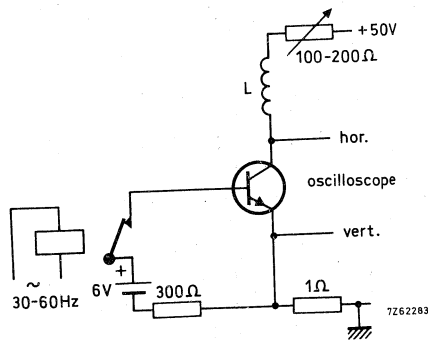 +50V
100-200Ω
L
hor.
oscilloscope
vert.
~
30-60Hz
+
6V
300Ω
1Ω
7Z62283